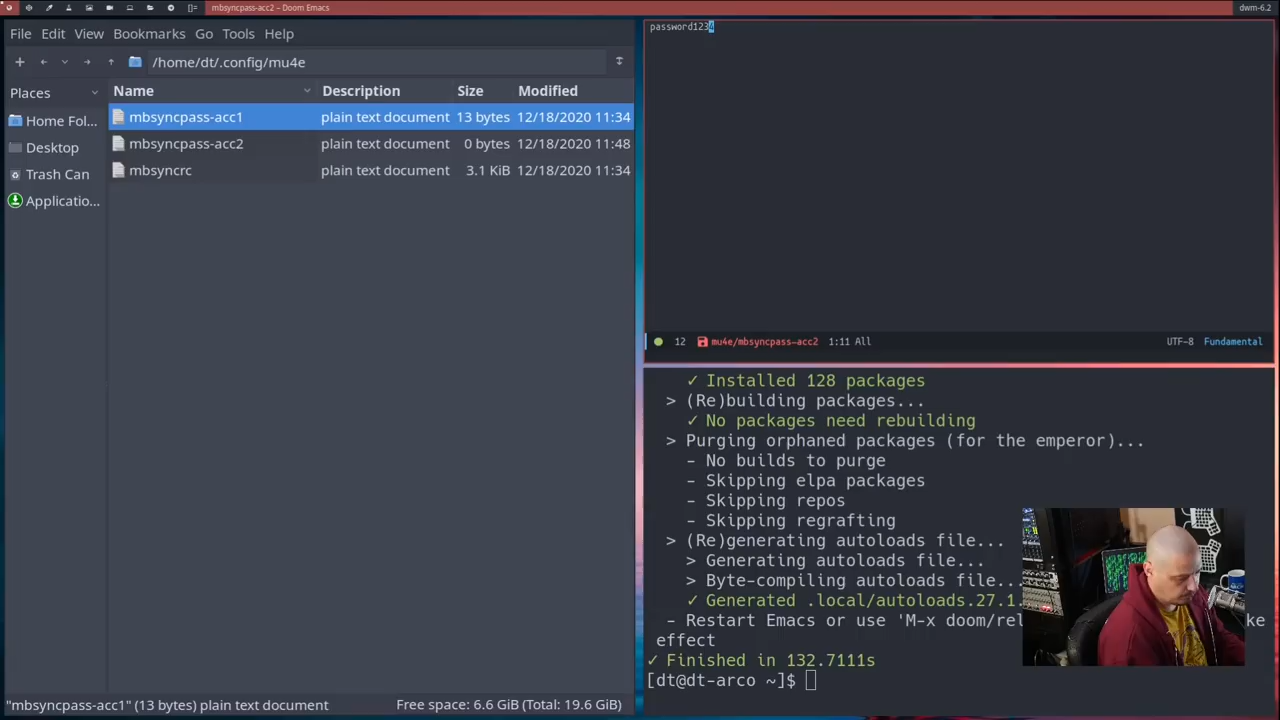 []= mbsyncpass-acc2 – Doom Emacs dwm-6.2
File Edit View Bookmarks Go Tools Help
/home/dt/.config/mu4e
Places
Home Fol...
Desktop
Trash Can
Applicatio...
Name Description Size Modified
mbsyncpass-acc1 plain text document 13 bytes 12/18/2020 11:34
mbsyncpass-acc2 plain text document 0 bytes 12/18/2020 11:48
mbsyncrc plain text document 3.1 KiB 12/18/2020 11:34
"mbsyncpass-acc1" (13 bytes) plain text document Free space: 6.6 GiB (Total: 19.6 GiB)
password1234
12 mu4e/mbsyncpass-acc2 1:11 All UTF-8 Fundamental
✓ Installed 128 packages
> (Re)building packages...
✓ No packages need rebuilding
> Purging orphaned packages (for the emperor)...
- No builds to purge
- Skipping elpa packages
- Skipping repos
- Skipping regrafting
> (Re)generating autoloads file...
> Generating autoloads file...
> Byte-compiling autoloads file...
✓ Generated .local/autoloads.27.1.
- Restart Emacs or use 'M-x doom/rel ke
effect
✓ Finished in 132.7111s
[dt@dt-arco ~]$